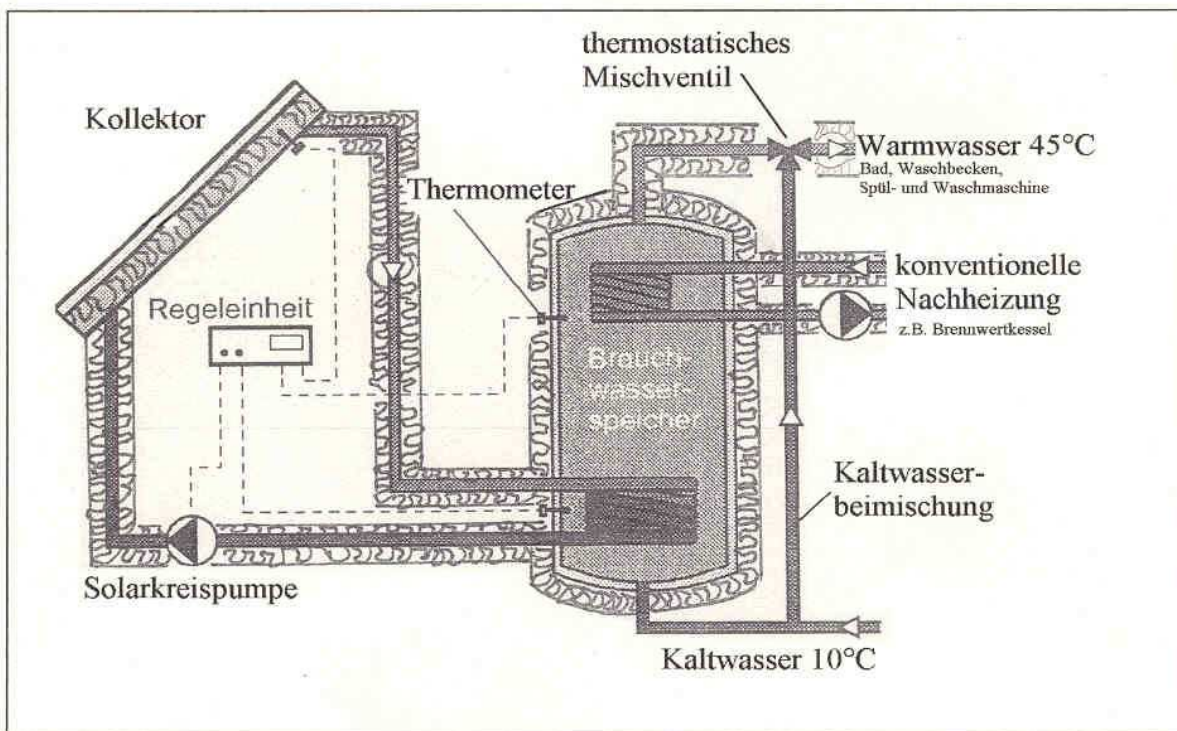 thermostatisches
Mischventil
Kollektor
Warmwasser 45°C
Bad, Waschbecken,
Spül- und Waschmaschine
Thermometer
konventionelle
Nachheizung
z.B. Brennwertkessel
Regeleinheit
Brauch-
wasser-
speicher
Kaltwasser-
beimischung
Solarkreispumpe
Kaltwasser 10°C